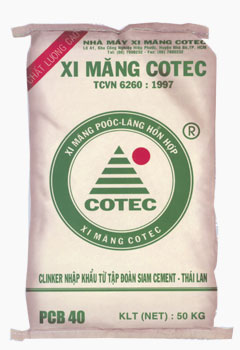 CHẤT LƯỢNG CAO
NHÀ MÁY XI MĂNG COTEC
XI MĂNG COTEC
TCVN 6260 : 1997
XI MĂNG POÓC-LĂNG HỖN HỢP
®
COTEC
XI MĂNG COTEC
CLINKER NHẬP KHẨU TỪ TẬP ĐOÀN SIAM CEMENT - THÁI LAN
PCB 40
KLT (NET) : 50 KG